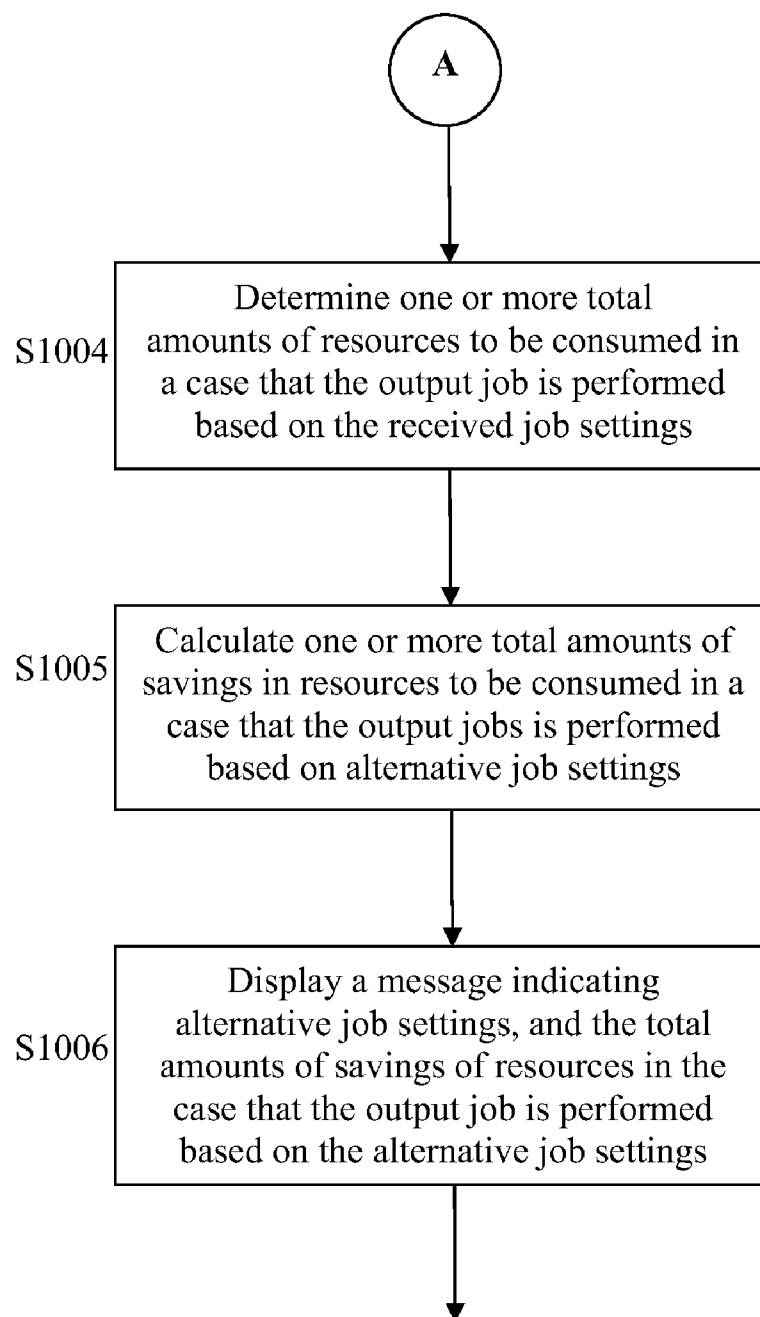 A
S1004
Determine one or more total
amounts of resources to be consumed in
a case that the output job is performed
based on the received job settings
S1005
Calculate one or more total amounts of
savings in resources to be consumed in a
case that the output jobs is performed
based on alternative job settings
S1006
Display a message indicating
alternative job settings, and the total
amounts of savings of resources in the
case that the output job is performed
based on the alternative job settings